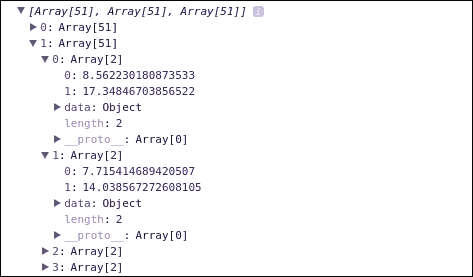 [Array[51], Array[51], Array[51]] i
0: Array[51]
1: Array[51]
0: Array[2]
0: 8.562230180873533
1: 17.34846703856522
data: Object
length: 2
__proto__: Array[0]
1: Array[2]
0: 7.715414689420507
1: 14.038567272608105
data: Object
length: 2
__proto__: Array[0]
2: Array[2]
3: Array[2]